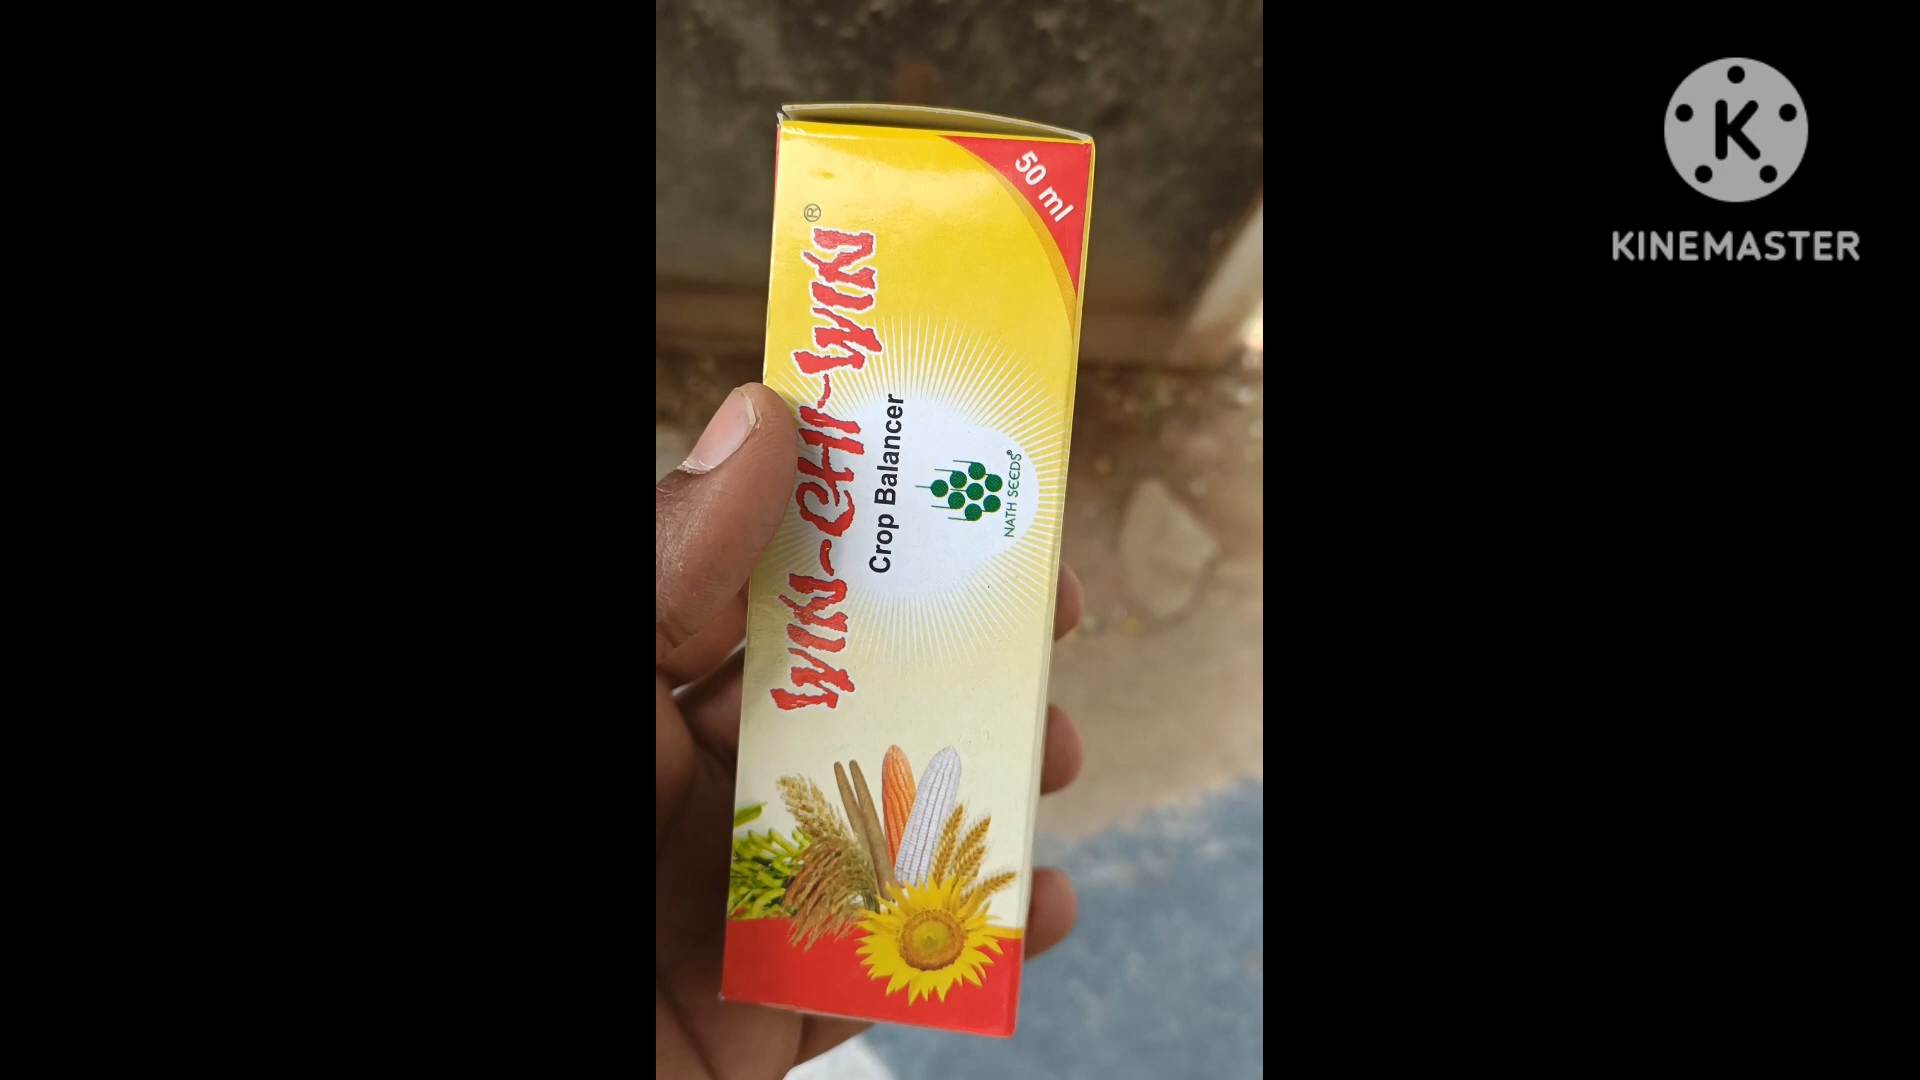 50 ml
WIN-CHI-WIN®
Crop Balancer
NATH SEEDS®
K
KINEMASTER